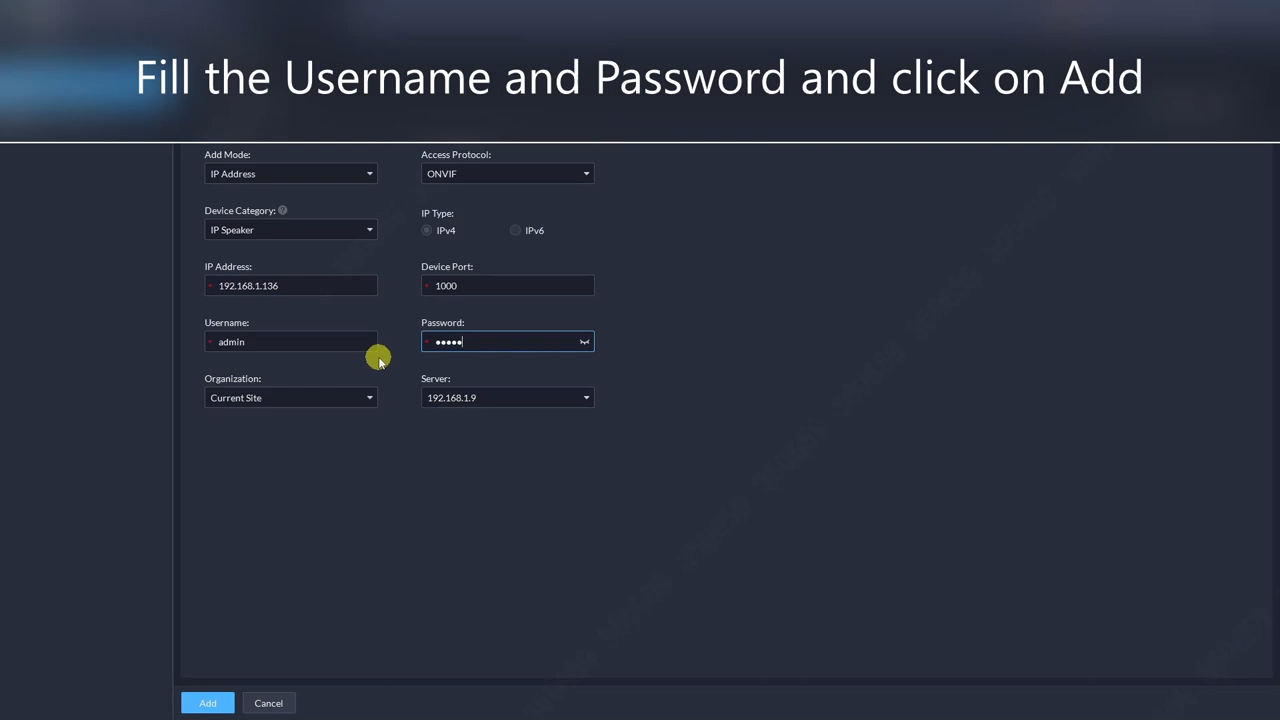 Fill the Username and Password and click on Add
Add Mode: Access Protocol:
IP Address ONVIF
Device Category: IP Type:
IP Speaker IPv4 IPv6
IP Address: Device Port:
* 192.168.1.136 * 1000
Username: Password:
* admin * •••••
Organization: Server:
Current Site 192.168.1.9
Add Cancel